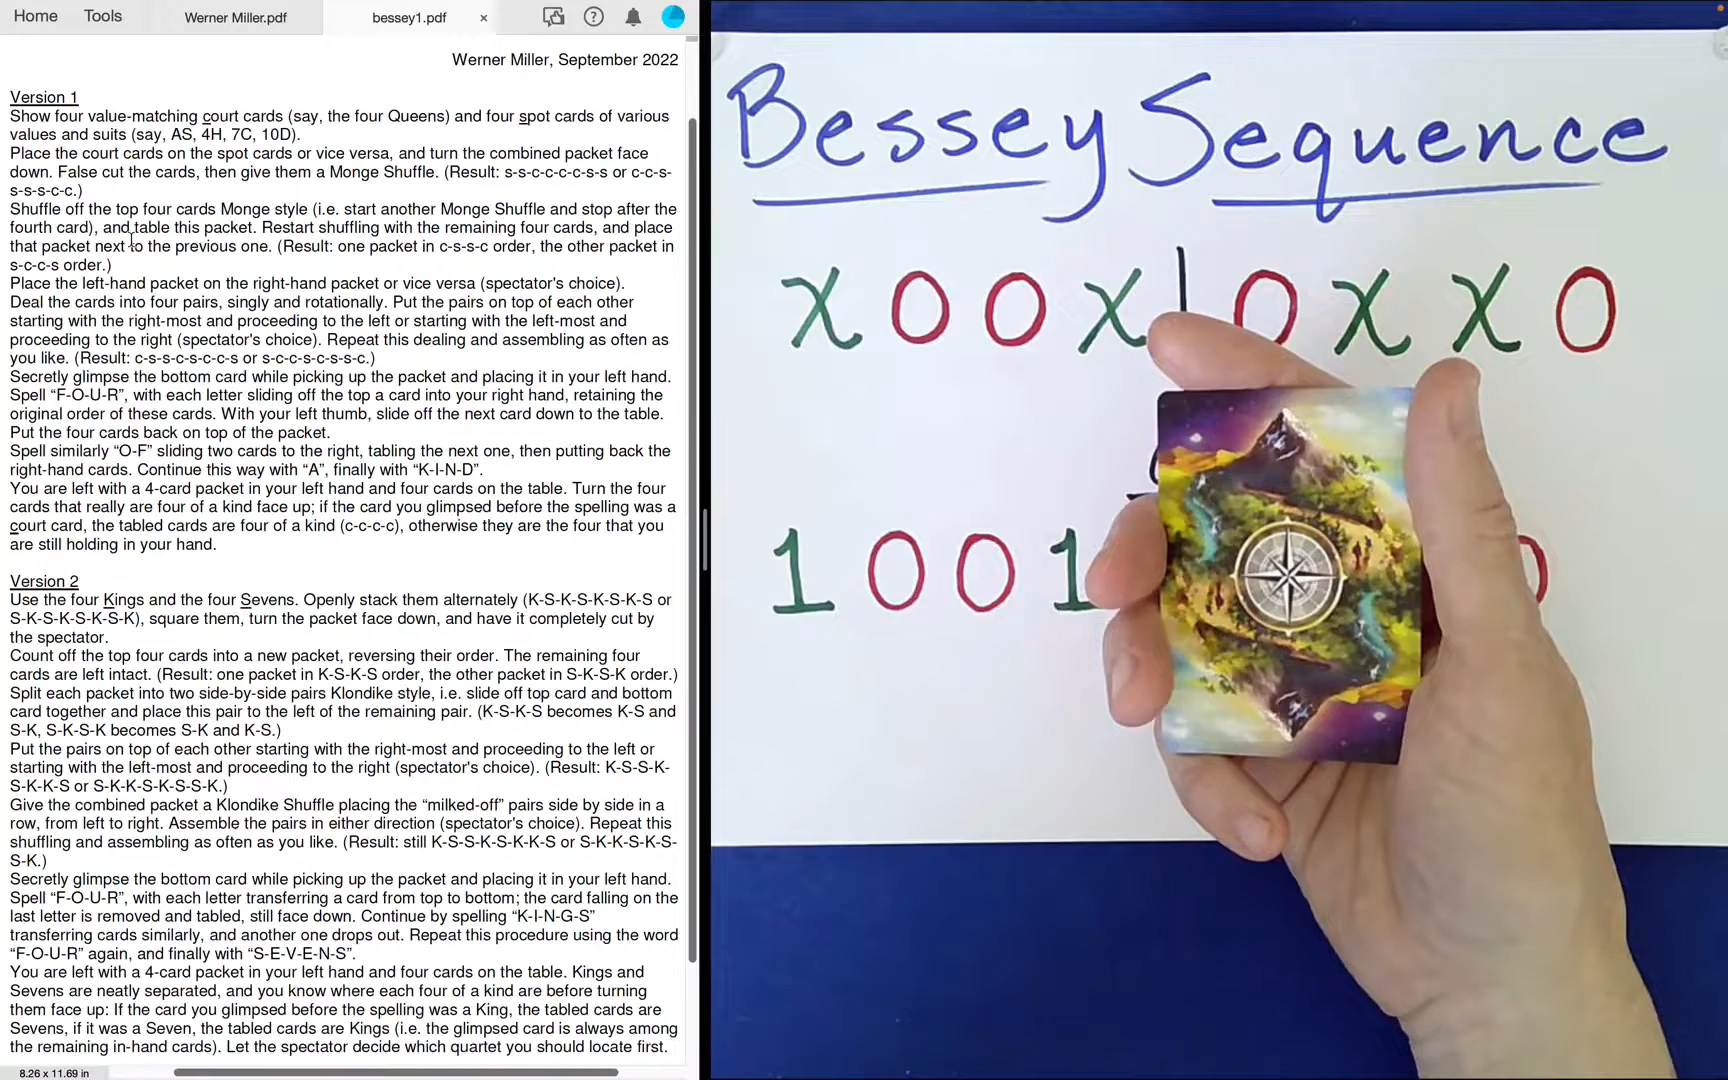 Home Tools Werner Miller.pdf bessey1.pdf ×
Werner Miller, September 2022
Version 1
Show four value-matching court cards (say, the four Queens) and four spot cards of various
values and suits (say, AS, 4H, 7C, 10D).
Place the court cards on the spot cards or vice versa, and turn the combined packet face
down. False cut the cards, then give them a Monge Shuffle. (Result: s-s-c-c-c-c-s-s or c-c-s-
s-s-s-c-c.)
Shuffle off the top four cards Monge style (i.e. start another Monge Shuffle and stop after the
fourth card), and table this packet. Restart shuffling with the remaining four cards, and place
that packet next to the previous one. (Result: one packet in c-s-s-c order, the other packet in
s-c-c-s order.)
Place the left-hand packet on the right-hand packet or vice versa (spectator's choice).
Deal the cards into four pairs, singly and rotationally. Put the pairs on top of each other
starting with the right-most and proceeding to the left or starting with the left-most and
proceeding to the right (spectator's choice). Repeat this dealing and assembling as often as
you like. (Result: c-s-s-c-s-c-c-s or s-c-c-s-c-s-s-c.)
Secretly glimpse the bottom card while picking up the packet and placing it in your left hand.
Spell “F-O-U-R”, with each letter sliding off the top a card into your right hand, retaining the
original order of these cards. With your left thumb, slide off the next card down to the table.
Put the four cards back on top of the packet.
Spell similarly “O-F” sliding two cards to the right, tabling the next one, then putting back the
right-hand cards. Continue this way with “A”, finally with “K-I-N-D”.
You are left with a 4-card packet in your left hand and four cards on the table. Turn the four
cards that really are four of a kind face up; if the card you glimpsed before the spelling was a
court card, the tabled cards are four of a kind (c-c-c-c), otherwise they are the four that you
are still holding in your hand.
Version 2
Use the four Kings and the four Sevens. Openly stack them alternately (K-S-K-S-K-S-K-S or
S-K-S-K-S-K-S-K), square them, turn the packet face down, and have it completely cut by
the spectator.
Count off the top four cards into a new packet, reversing their order. The remaining four
cards are left intact. (Result: one packet in K-S-K-S order, the other packet in S-K-S-K order.)
Split each packet into two side-by-side pairs Klondike style, i.e. slide off top card and bottom
card together and place this pair to the left of the remaining pair. (K-S-K-S becomes K-S and
S-K, S-K-S-K becomes S-K and K-S.)
Put the pairs on top of each other starting with the right-most and proceeding to the left or
starting with the left-most and proceeding to the right (spectator's choice). (Result: K-S-S-K-
S-K-K-S or S-K-K-S-K-S-S-K.)
Give the combined packet a Klondike Shuffle placing the “milked-off” pairs side by side in a
row, from left to right. Assemble the pairs in either direction (spectator's choice). Repeat this
shuffling and assembling as often as you like. (Result: still K-S-S-K-S-K-K-S or S-K-K-S-K-S-
S-K.)
Secretly glimpse the bottom card while picking up the packet and placing it in your left hand.
Spell “F-O-U-R”, with each letter transferring a card from top to bottom; the card falling on the
last letter is removed and tabled, still face down. Continue by spelling “K-I-N-G-S”
transferring cards similarly, and another one drops out. Repeat this procedure using the word
“F-O-U-R” again, and finally with “S-E-V-E-N-S”.
You are left with a 4-card packet in your left hand and four cards on the table. Kings and
Sevens are neatly separated, and you know where each four of a kind are before turning
them face up: If the card you glimpsed before the spelling was a King, the tabled cards are
Sevens, if it was a Seven, the tabled cards are Kings (i.e. the glimpsed card is always among
the remaining in-hand cards). Let the spectator decide which quartet you should locate first.
8.26 x 11.69 in
Bessey Sequence
X O O X | O X X O
1 0 0 1 0